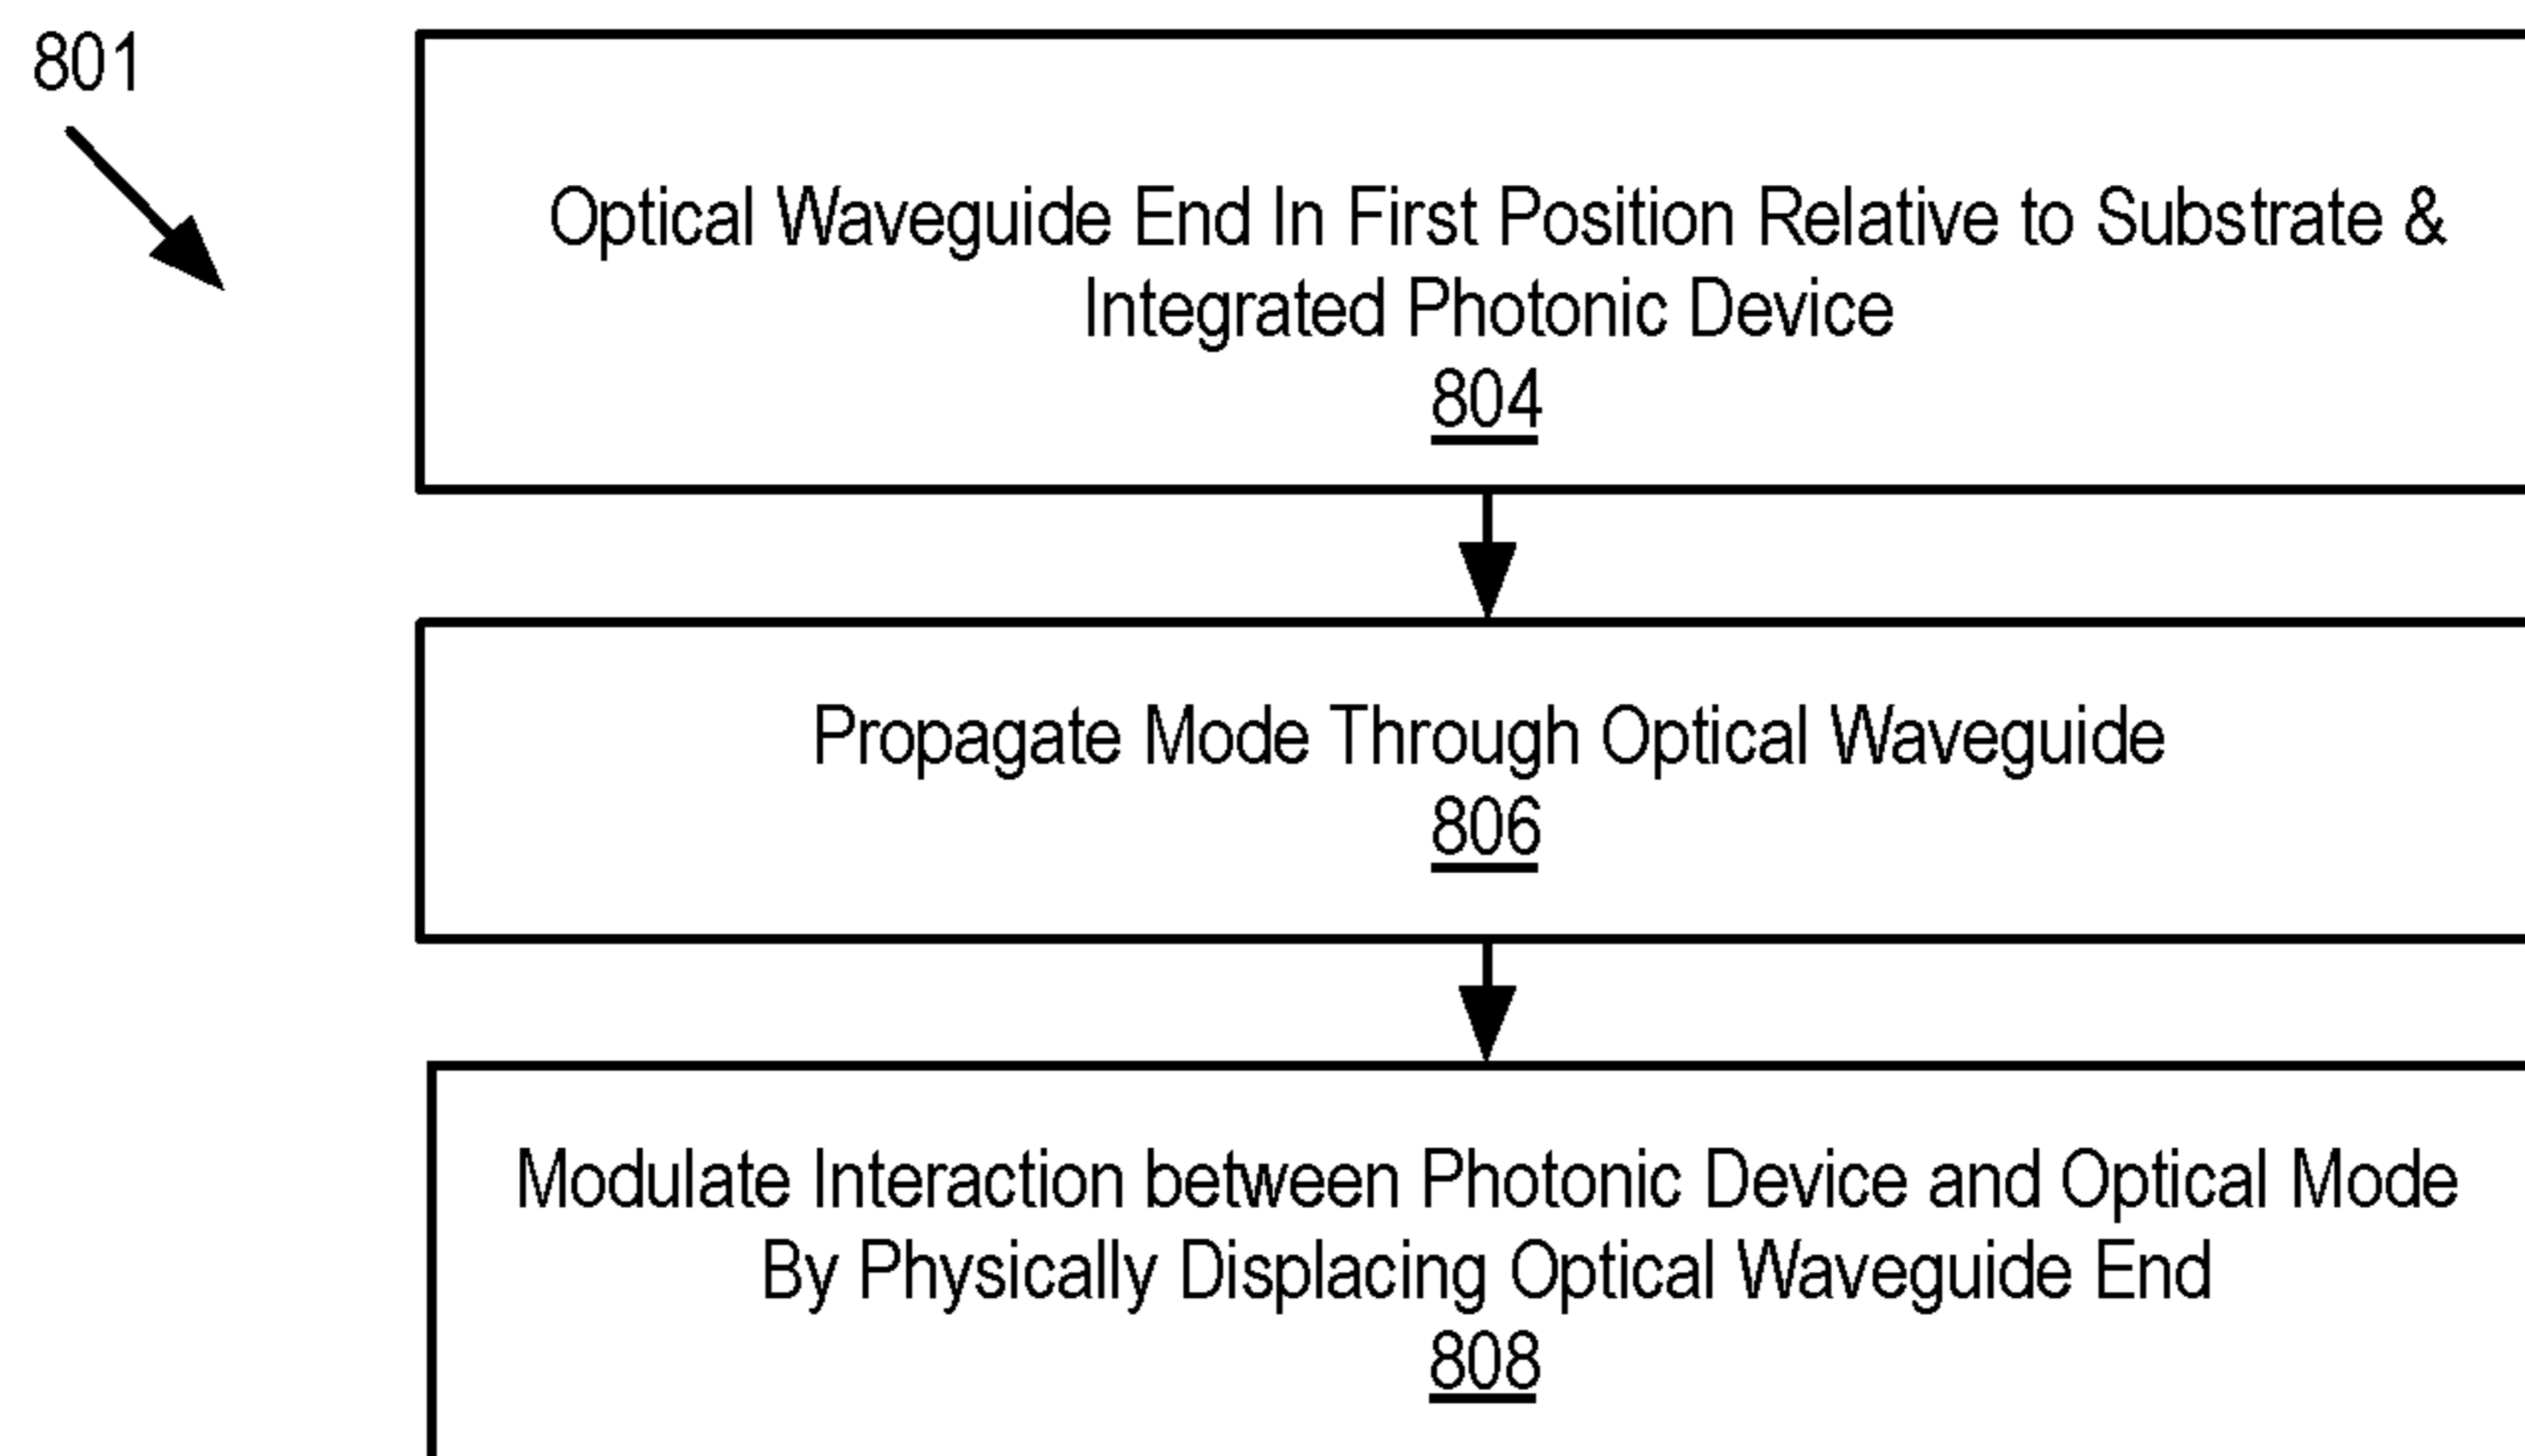 801
Optical Waveguide End In First Position Relative to Substrate &
Integrated Photonic Device
804
Propagate Mode Through Optical Waveguide
806
Modulate Interaction between Photonic Device and Optical Mode
By Physically Displacing Optical Waveguide End
808